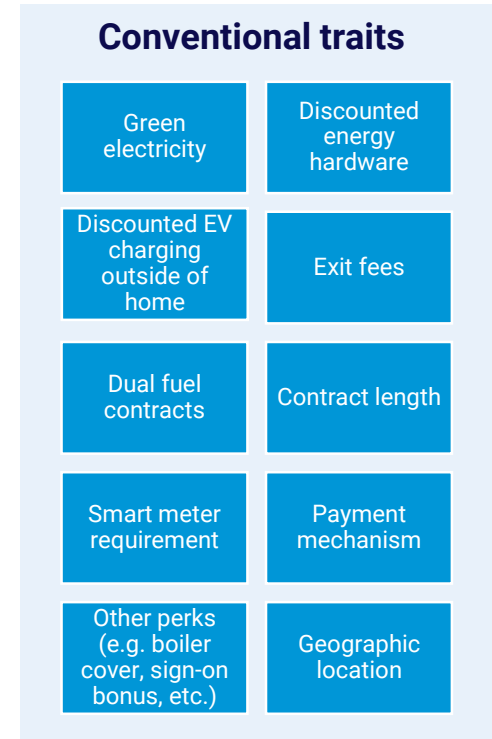 Conventional traits
Green
electricity
Discounted
energy
hardware
Discounted EV
charging
outside of
home
Exit fees
Dual fuel
contracts
Contract length
Smart meter
requirement
Payment
mechanism
Other perks
(e.g. boiler
cover, sign-on
bonus, etc.)
Geographic
location